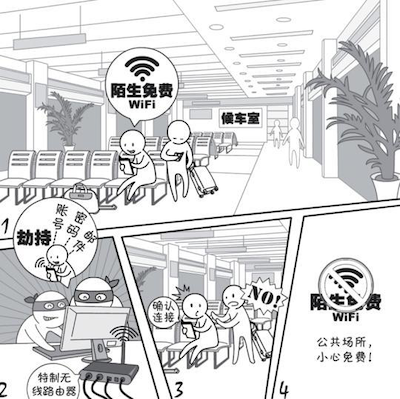 陌生免费
WiFi
候车室
1
劫持
账号
密码
邮件
2
特制无
线路由器
确认
连接
NO!
3
陌生免费
WiFi
公共场所,
小心免费!
4